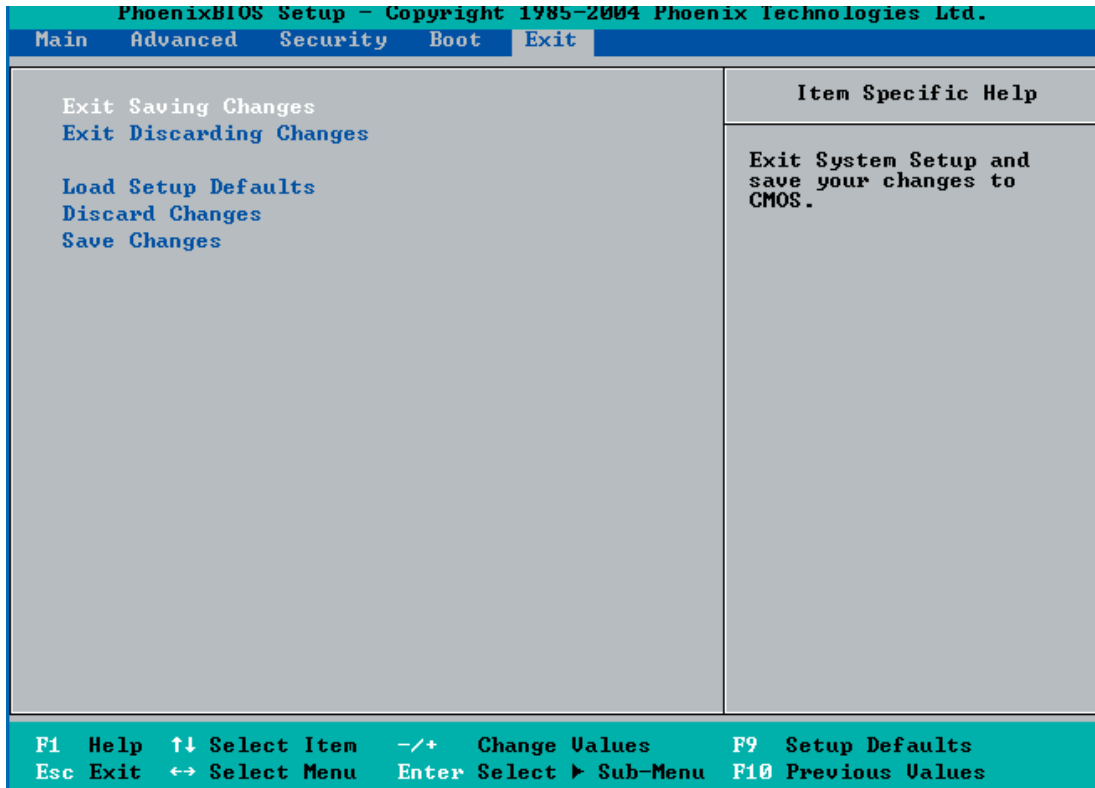 PhoenixBIOS Setup - Copyright 1985-2004 Phoenix Technologies Ltd.
Main Advanced Security Boot Exit
Exit Saving Changes
Exit Discarding Changes
Load Setup Defaults
Discard Changes
Save Changes
Item Specific Help
Exit System Setup and
save your changes to
CMOS.
F1 Help ↑↓ Select Item -/+ Change Values F9 Setup Defaults
Esc Exit ↔ Select Menu Enter Select ▶ Sub-Menu F10 Previous Values